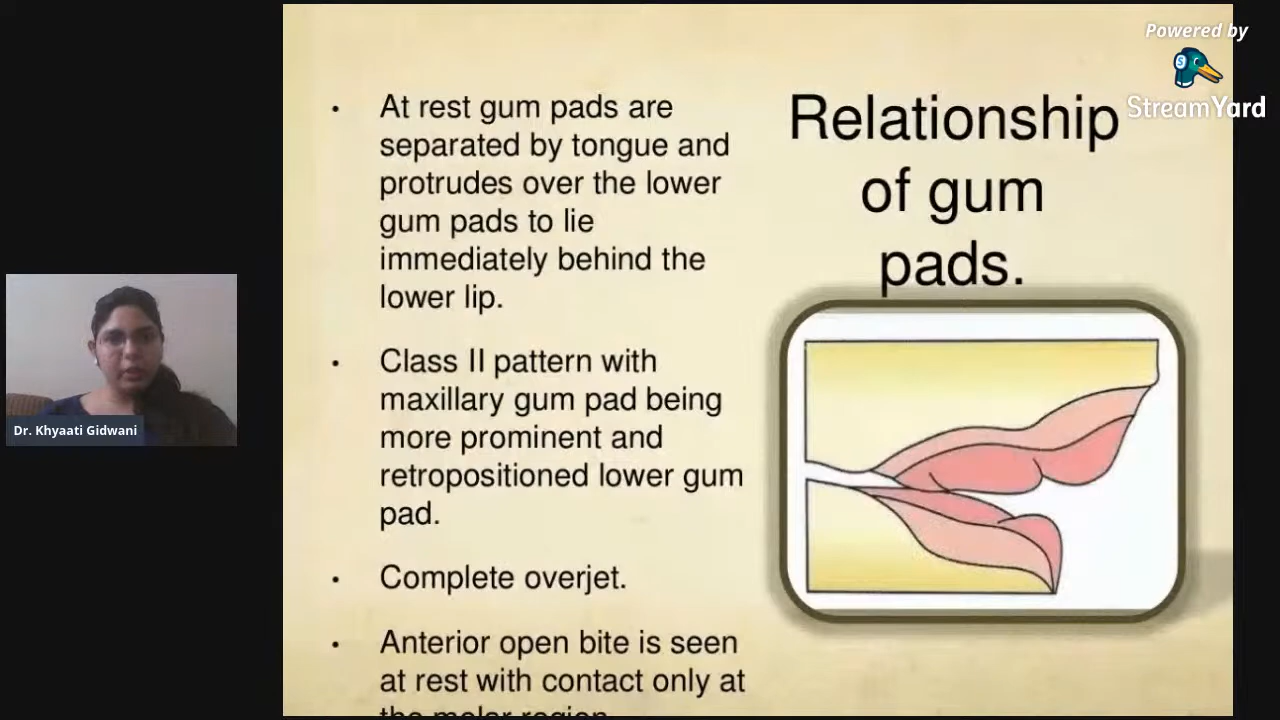 Powered by
StreamYard
Relationship
of gum
pads.
• At rest gum pads are
separated by tongue and
protrudes over the lower
gum pads to lie
immediately behind the
lower lip.
• Class II pattern with
maxillary gum pad being
more prominent and
retropositioned lower gum
pad.
• Complete overjet.
• Anterior open bite is seen
at rest with contact only at
the molar region
Dr. Khyaati Gidwani